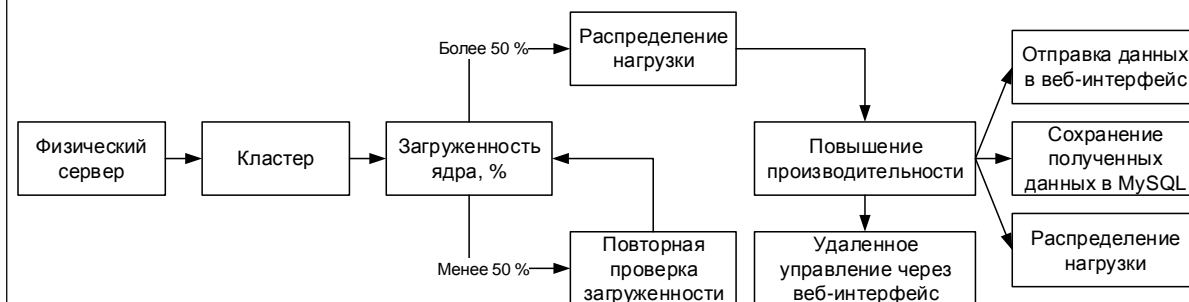 Более 50 %
Распределение
нагрузки
Отправка данных
в веб-интерфейс
Физический
сервер
Кластер
Загруженность
ядра, %
Повышение
производительности
Сохранение
полученных
данных в MySQL
Менее 50 %
Повторная
проверка
загруженности
Удаленное
управление через
веб-интерфейс
Распределение
нагрузки